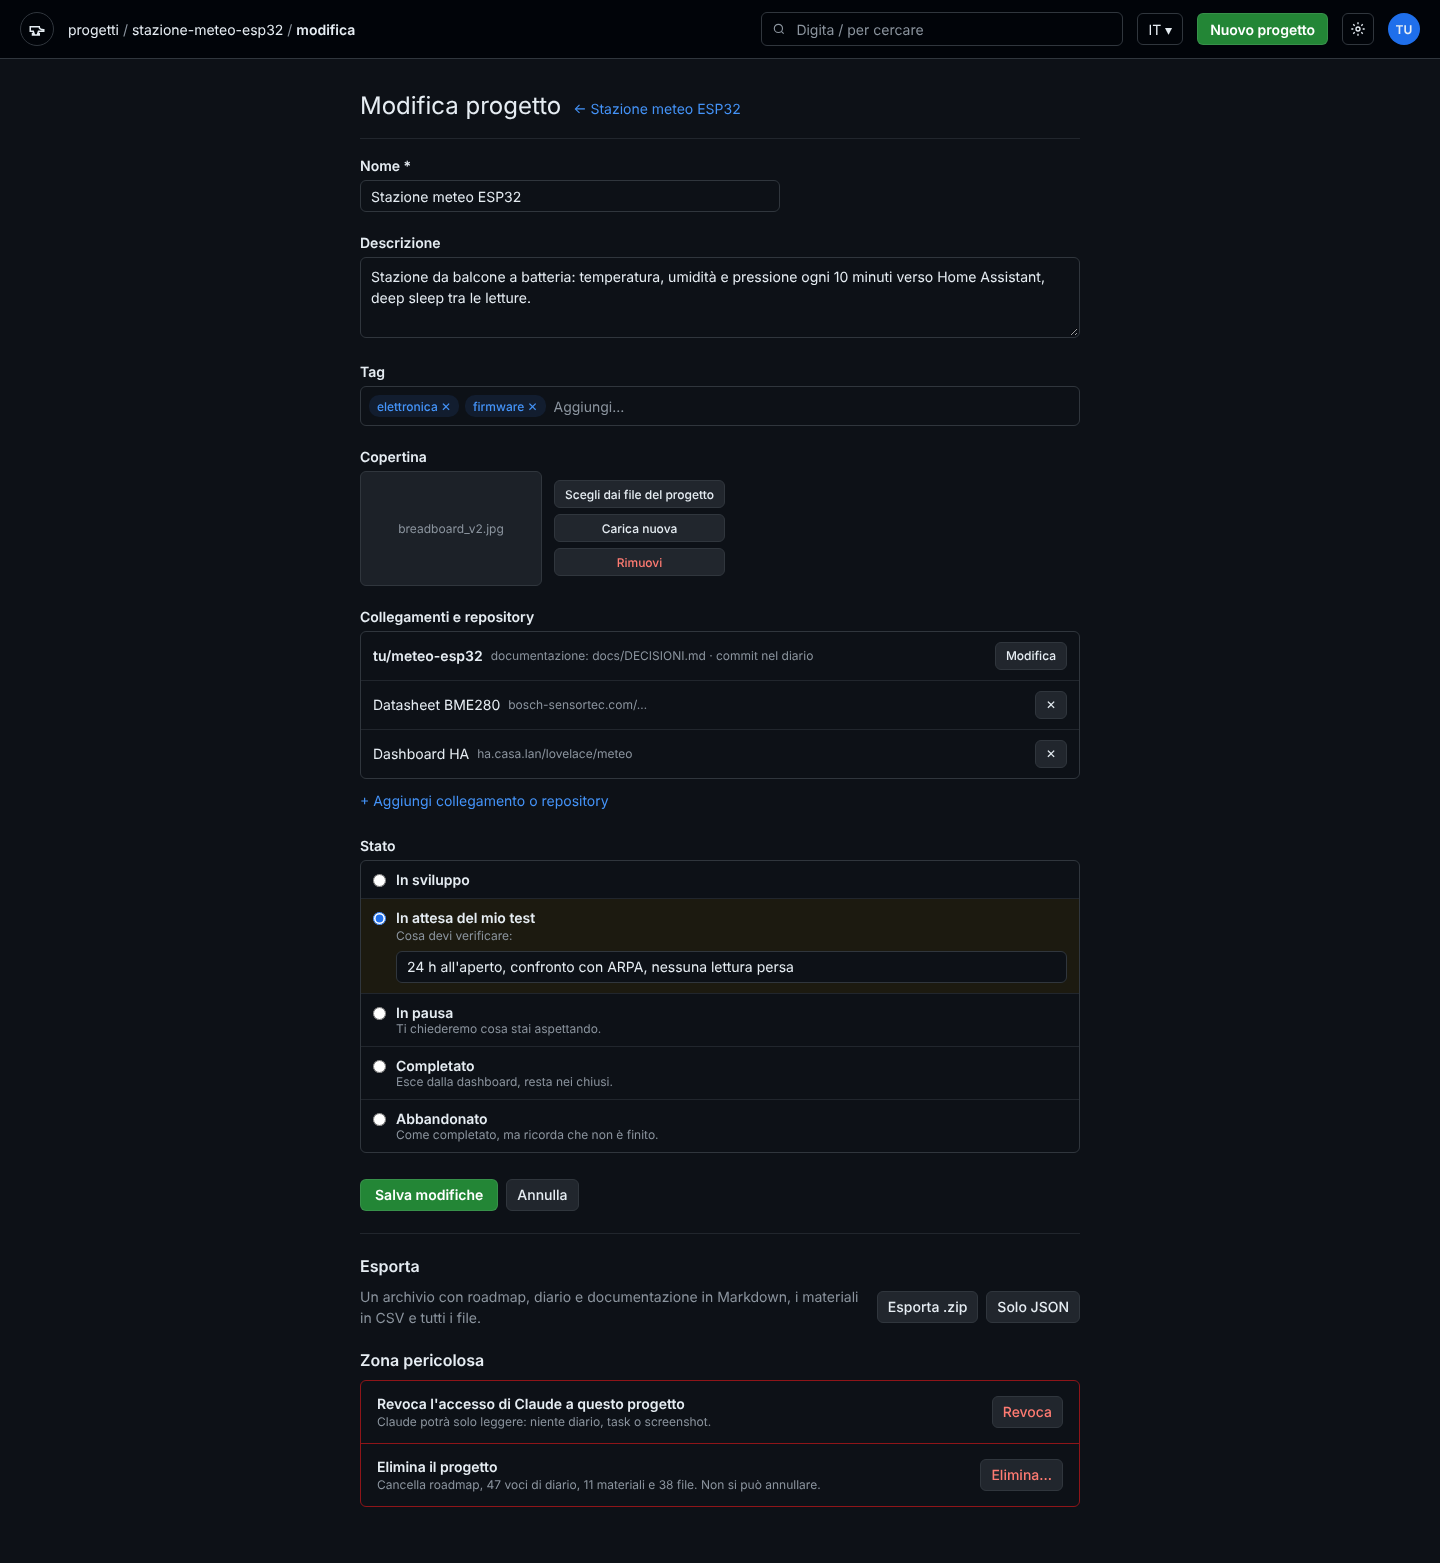 progetti / stazione-meteo-esp32 / modifica
Digita / per cercare
IT ▾
Nuovo progetto
TU
Modifica progetto
← Stazione meteo ESP32
Nome *
Stazione meteo ESP32
Descrizione
Stazione da balcone a batteria: temperatura, umidità e pressione ogni 10 minuti verso Home Assistant,
deep sleep tra le letture.
Tag
elettronica ✕
firmware ✕
Aggiungi...
Copertina
breadboard_v2.jpg
Scegli dai file del progetto
Carica nuova
Rimuovi
Collegamenti e repository
tu/meteo-esp32 documentazione: docs/DECISIONI.md · commit nel diario
Modifica
Datasheet BME280 bosch-sensortec.com/...
✕
Dashboard HA ha.casa.lan/lovelace/meteo
✕
+ Aggiungi collegamento o repository
Stato
In sviluppo
In attesa del mio test
Cosa devi verificare:
24 h all'aperto, confronto con ARPA, nessuna lettura persa
In pausa
Ti chiederemo cosa stai aspettando.
Completato
Esce dalla dashboard, resta nei chiusi.
Abbandonato
Come completato, ma ricorda che non è finito.
Salva modifiche
Annulla
Esporta
Un archivio con roadmap, diario e documentazione in Markdown, i materiali
in CSV e tutti i file.
Esporta .zip
Solo JSON
Zona pericolosa
Revoca l'accesso di Claude a questo progetto
Claude potrà solo leggere: niente diario, task o screenshot.
Revoca
Elimina il progetto
Cancella roadmap, 47 voci di diario, 11 materiali e 38 file. Non si può annullare.
Elimina...